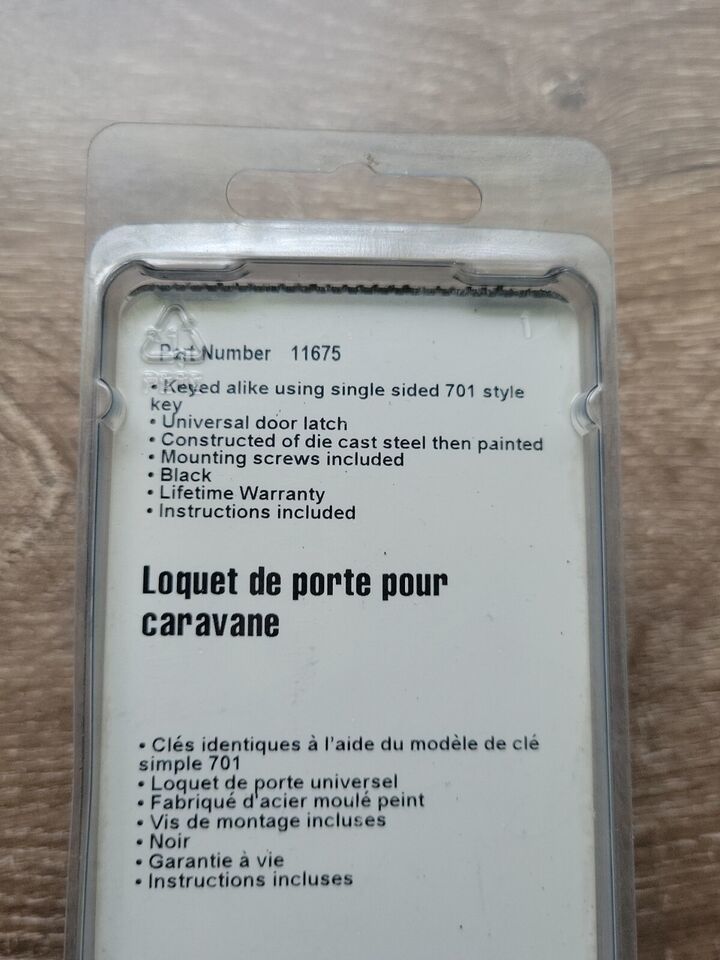 Part Number 11675
• Keyed alike using single sided 701 style
key
• Universal door latch
• Constructed of die cast steel then painted
• Mounting screws included
• Black
• Lifetime Warranty
• Instructions included
Loquet de porte pour
caravane
• Clés identiques à l'aide du modèle de clé
simple 701
• Loquet de porte universel
• Fabriqué d'acier moulé peint
• Vis de montage incluses
• Noir
• Garantie à vie
• Instructions incluses
1